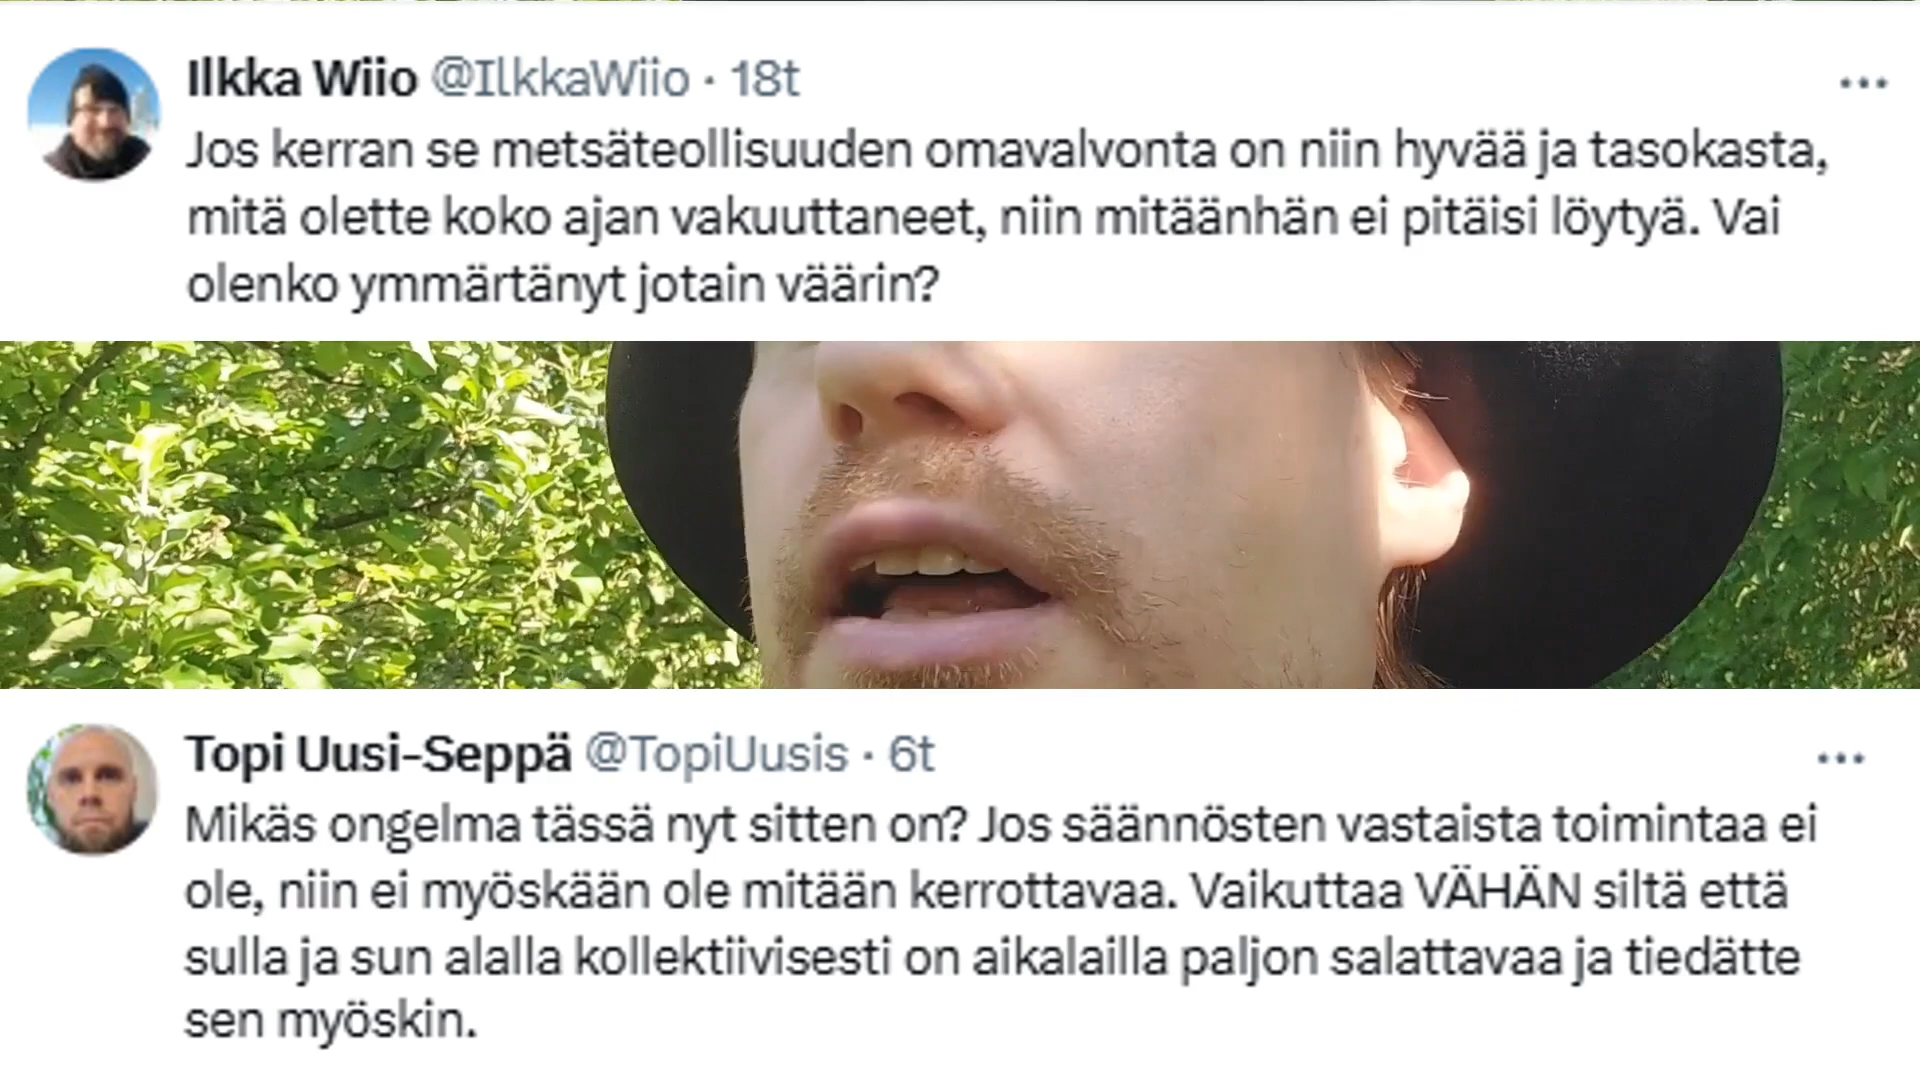 Ilkka Wiio @IlkkaWiio · 18t
Jos kerran se metsäteollisuuden omavalvonta on niin hyvää ja tasokasta,
mitä olette koko ajan vakuuttaneet, niin mitäänhän ei pitäisi löytyä. Vai
olenko ymmärtänyt jotain väärin?
Topi Uusi-Seppä @TopiUusis · 6t
Mikäs ongelma tässä nyt sitten on? Jos säännösten vastaista toimintaa ei
ole, niin ei myöskään ole mitään kerrottavaa. Vaikuttaa VÄHÄN siltä että
sulla ja sun alalla kollektiivisesti on aikalailla paljon salattavaa ja tiedätte
sen myöskin.